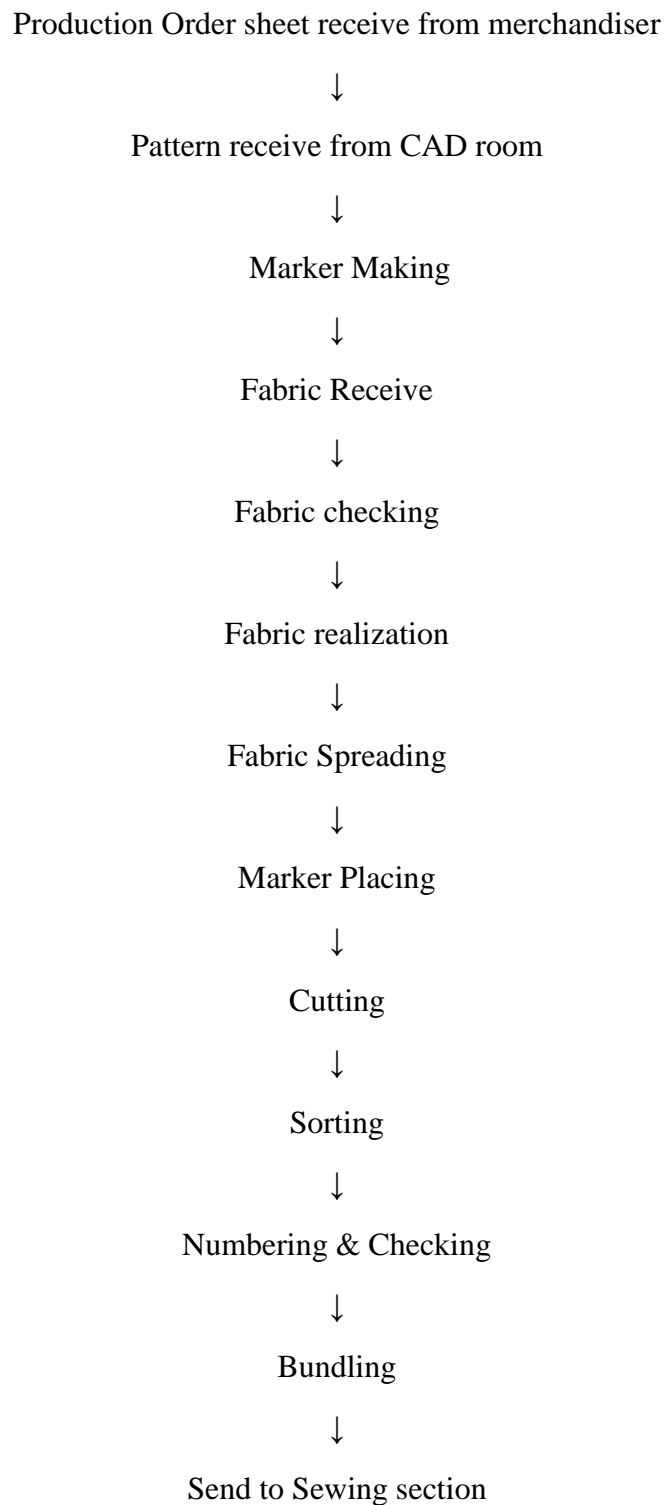 Production Order sheet receive from merchandiser
↓
Pattern receive from CAD room
↓
Marker Making
↓
Fabric Receive
↓
Fabric checking
↓
Fabric realization
↓
Fabric Spreading
↓
Marker Placing
↓
Cutting
↓
Sorting
↓
Numbering & Checking
↓
Bundling
↓
Send to Sewing section